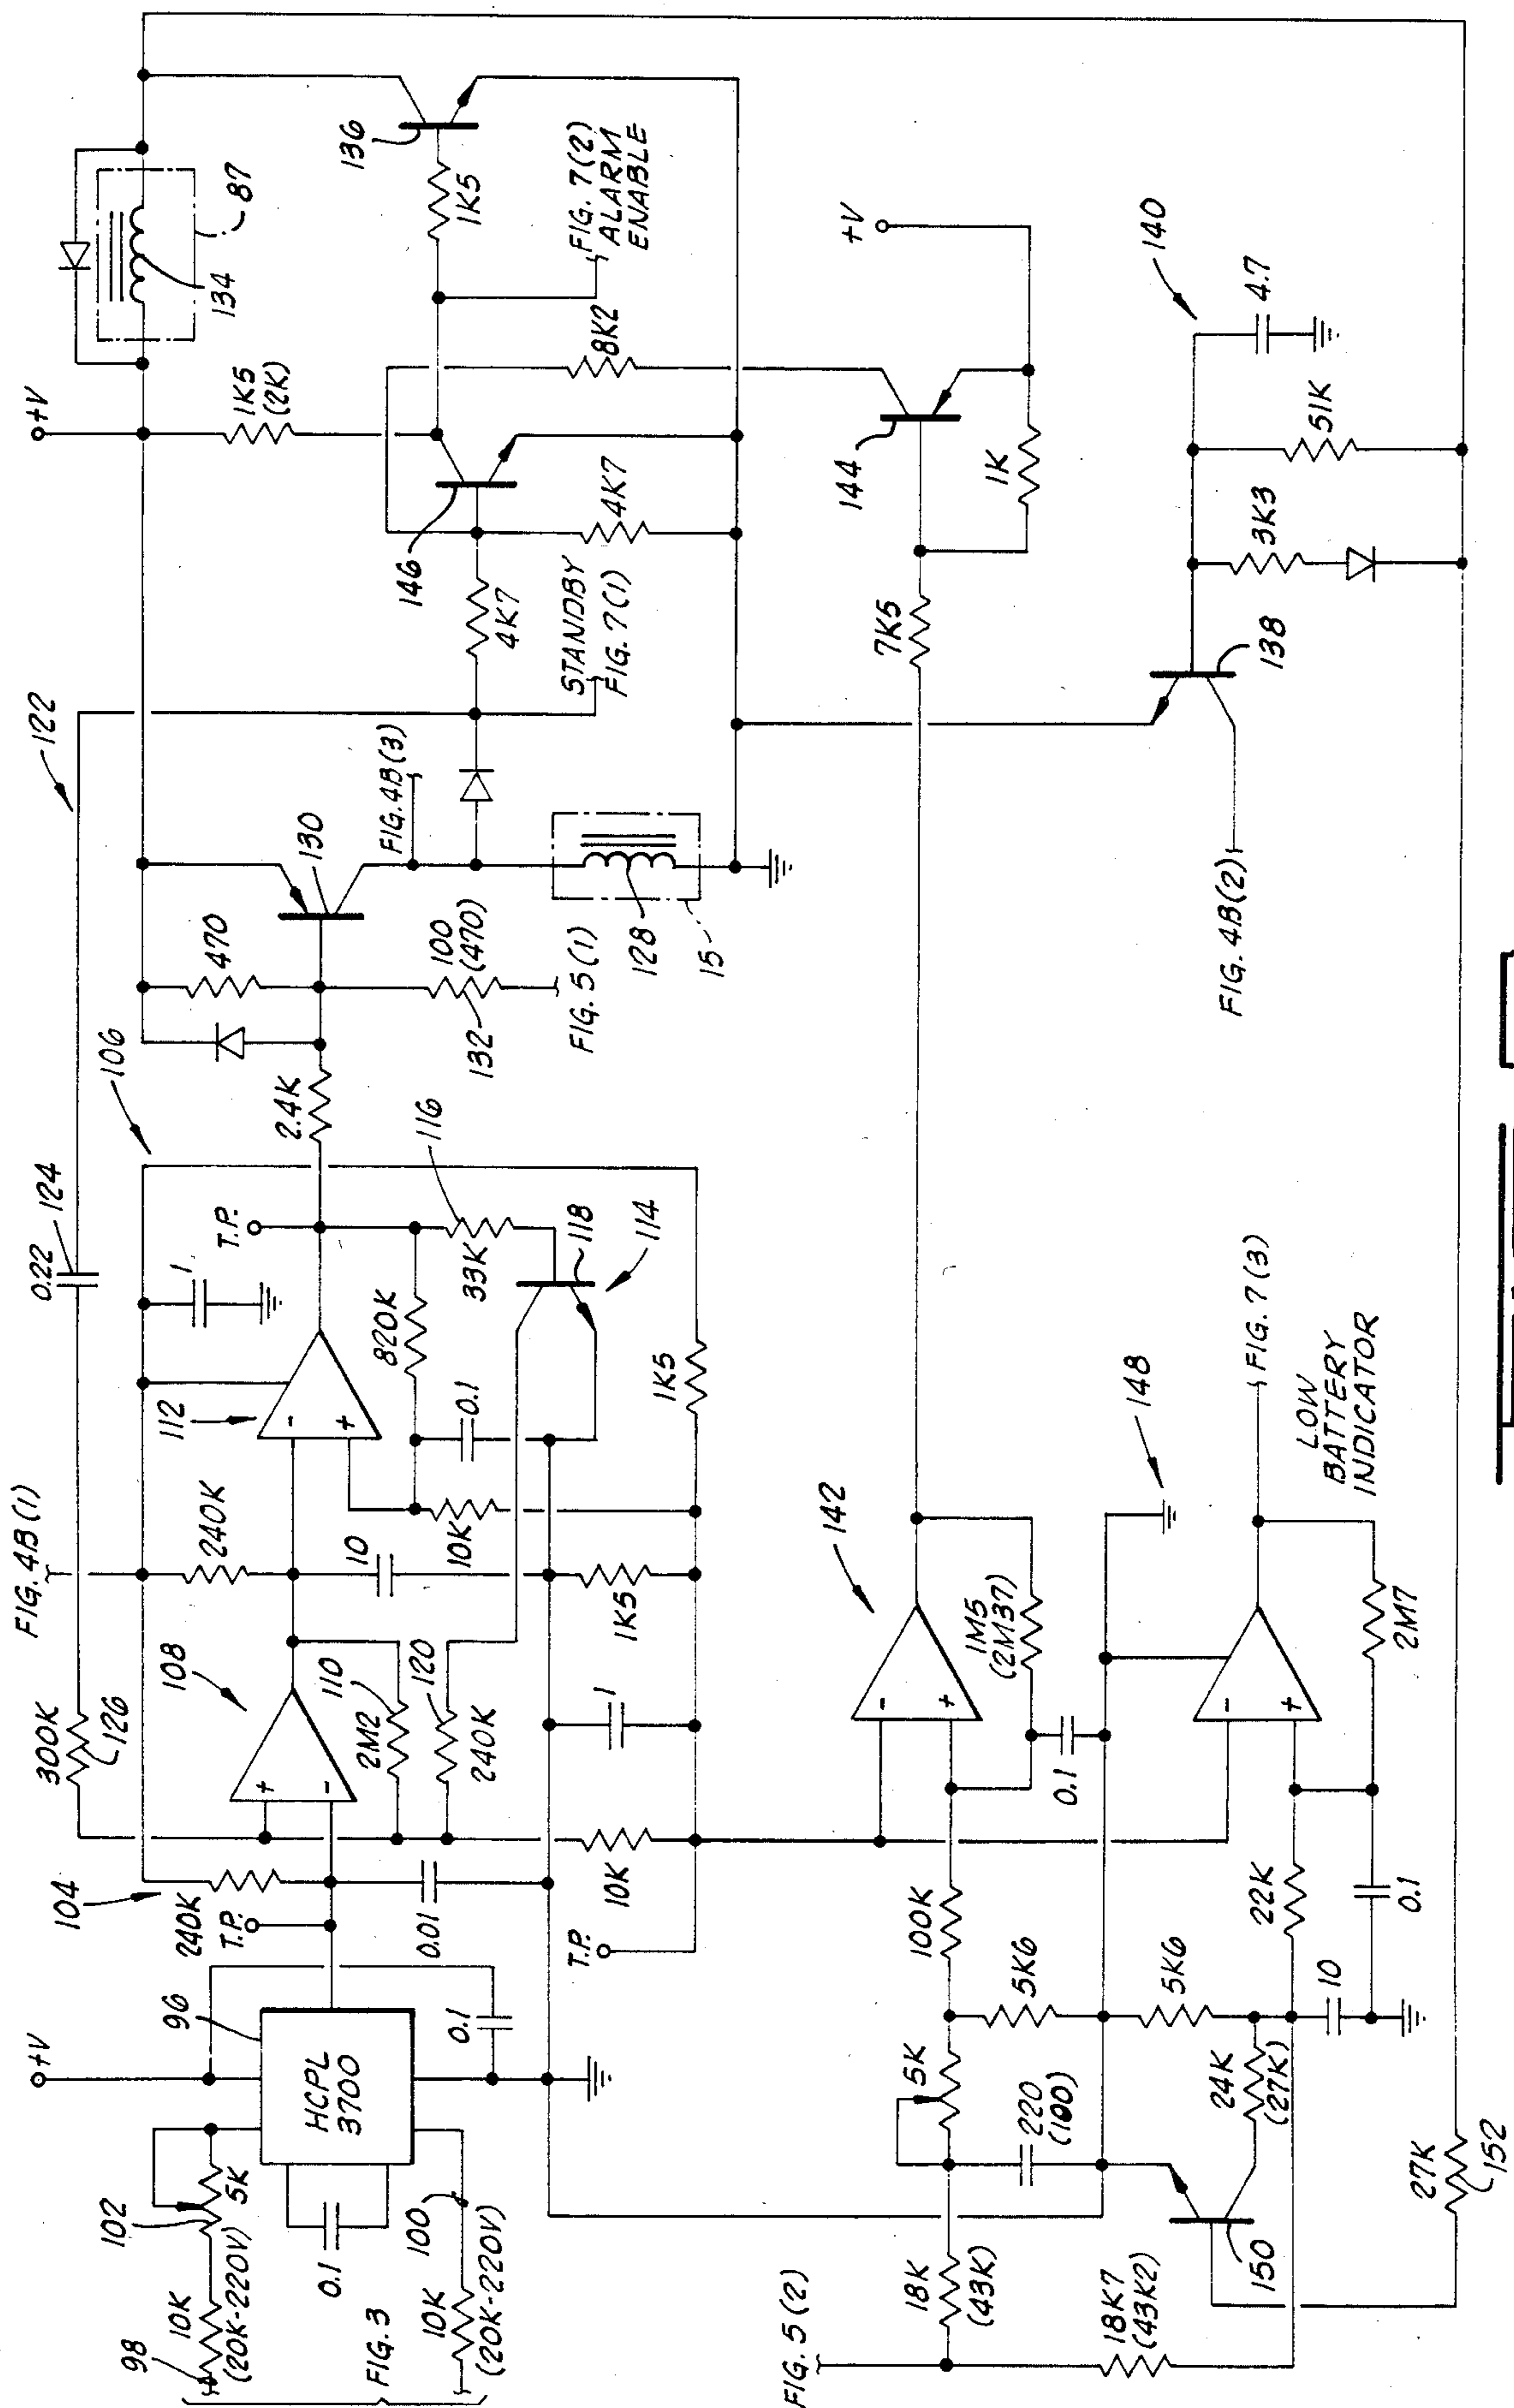 FIG. 4B(1)
0.22
124
106
122
+V
134
87
300K
126
104
240K
T.P.
108
240K
112
1
T.P.
2.4K
470
130
1K5
(2K)
136
1K5
FIG. 7(2)
ALARM
ENABLE
+V
96
HCPL
3700
0.1
98
10K
(20K-220V)
102
5K
0.1
FIG. 3
10K
(20K-220V)
100
+
-
110
2M2
120
240K
0.01
10K
T.P.
10
1
1K5
-
+
820K
0.1
10K
116
33K
118
114
1K5
100
(470)
132
FIG. 5(1)
FIG. 4B(3)
128
15
146
4K7
4K7
STANDBY
FIG. 7(1)
8K2
+V
144
1K
7K5
142
-
+
1M5
(2M37)
0.1
100K
5K
5K6
5K6
220
(100)
18K
(43K)
FIG. 5(2)
18K7
(43K2)
150
24K
(27K)
10
22K
0.1
-
+
2M7
148
FIG. 7(3)
LOW
BATTERY
INDICATOR
27K
152
FIG. 4B(2)
138
3K3
51K
4.7
140